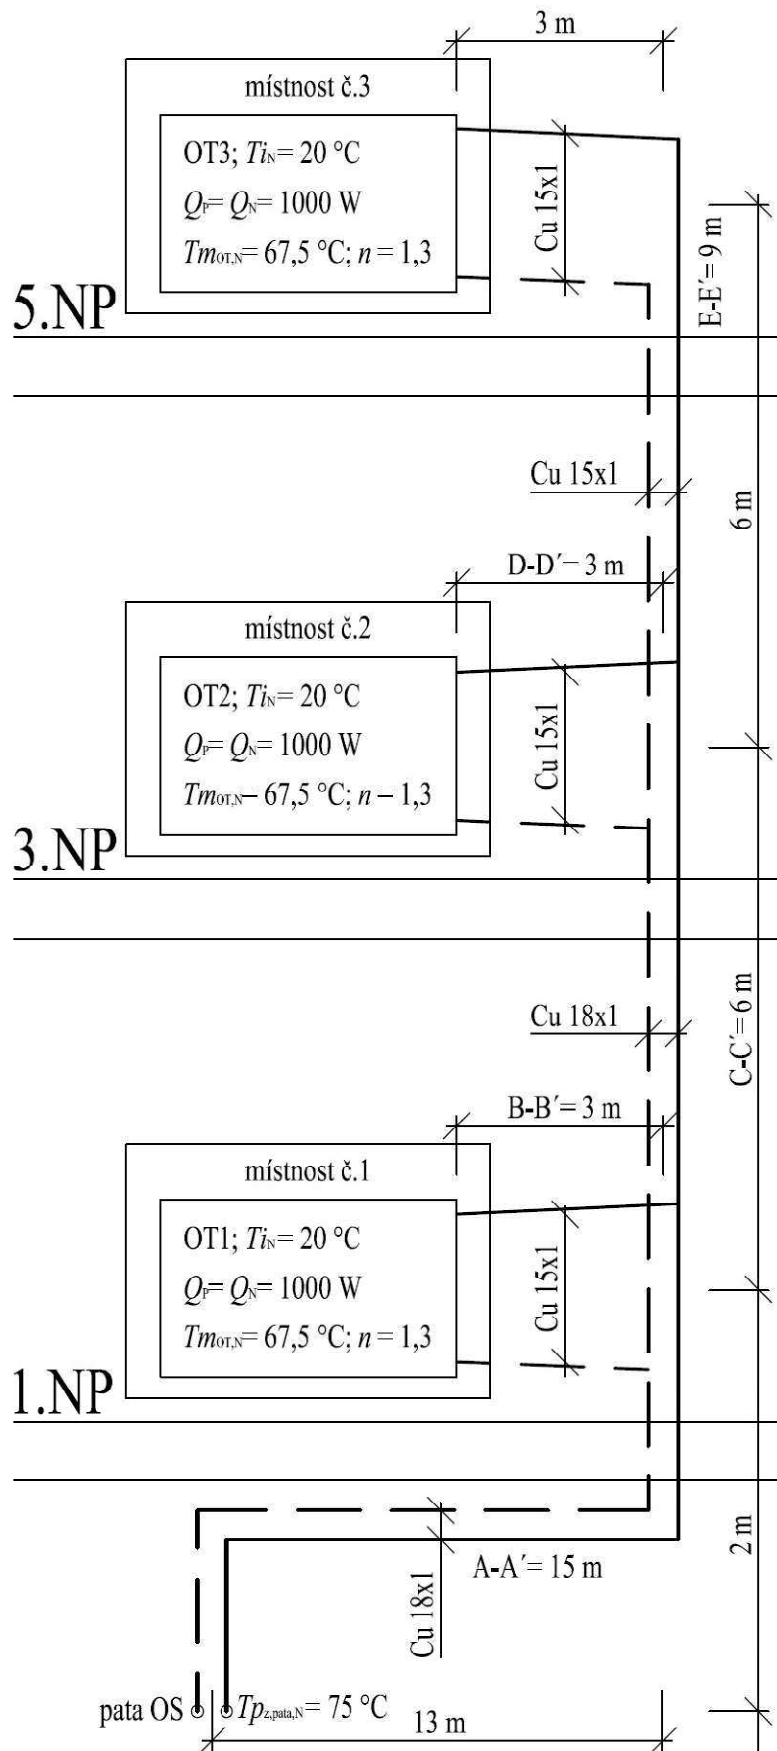 3 m
místnost č.3
OT3; TiN= 20 °C
QP= QN= 1000 W
TmOT,N= 67,5 °C; n = 1,3
Cu 15x1
E-E´= 9 m
5.NP
Cu 15x1
6 m
D-D´= 3 m
místnost č.2
OT2; TiN= 20 °C
QP= QN= 1000 W
TmOT,N= 67,5 °C; n = 1,3
Cu 15x1
3.NP
Cu 18x1
C-C´= 6 m
B-B´= 3 m
místnost č.1
OT1; TiN= 20 °C
QP= QN= 1000 W
TmOT,N= 67,5 °C; n = 1,3
Cu 15x1
1.NP
2 m
A-A´= 15 m
Cu 18x1
pata OS
Tpz,pata,N= 75 °C
13 m